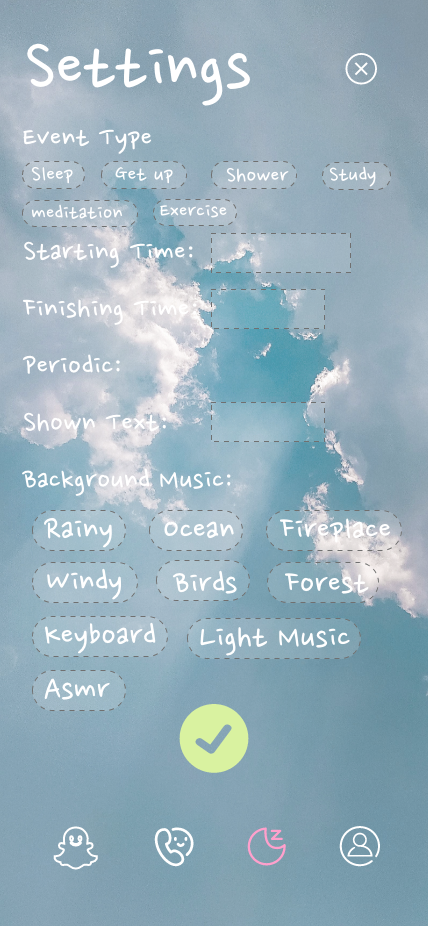 Settings
Event Type
Sleep Get up Shower Study
meditation Exercise
Starting Time:
Finishing Time:
Periodic:
Shown Text:
Background Music:
Rainy Ocean Fireplace
Windy Birds Forest
Keyboard Light Music
Asmr
z